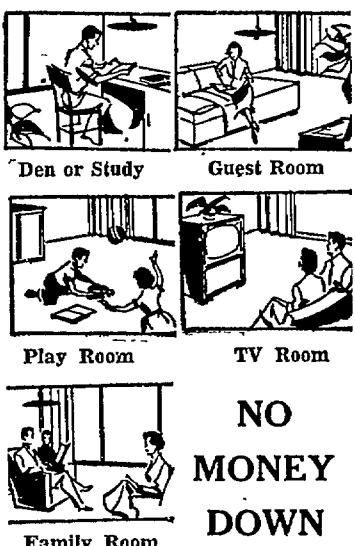 Den or Study
Guest Room
Play Room
TV Room
Family Room
NO
MONEY
DOWN